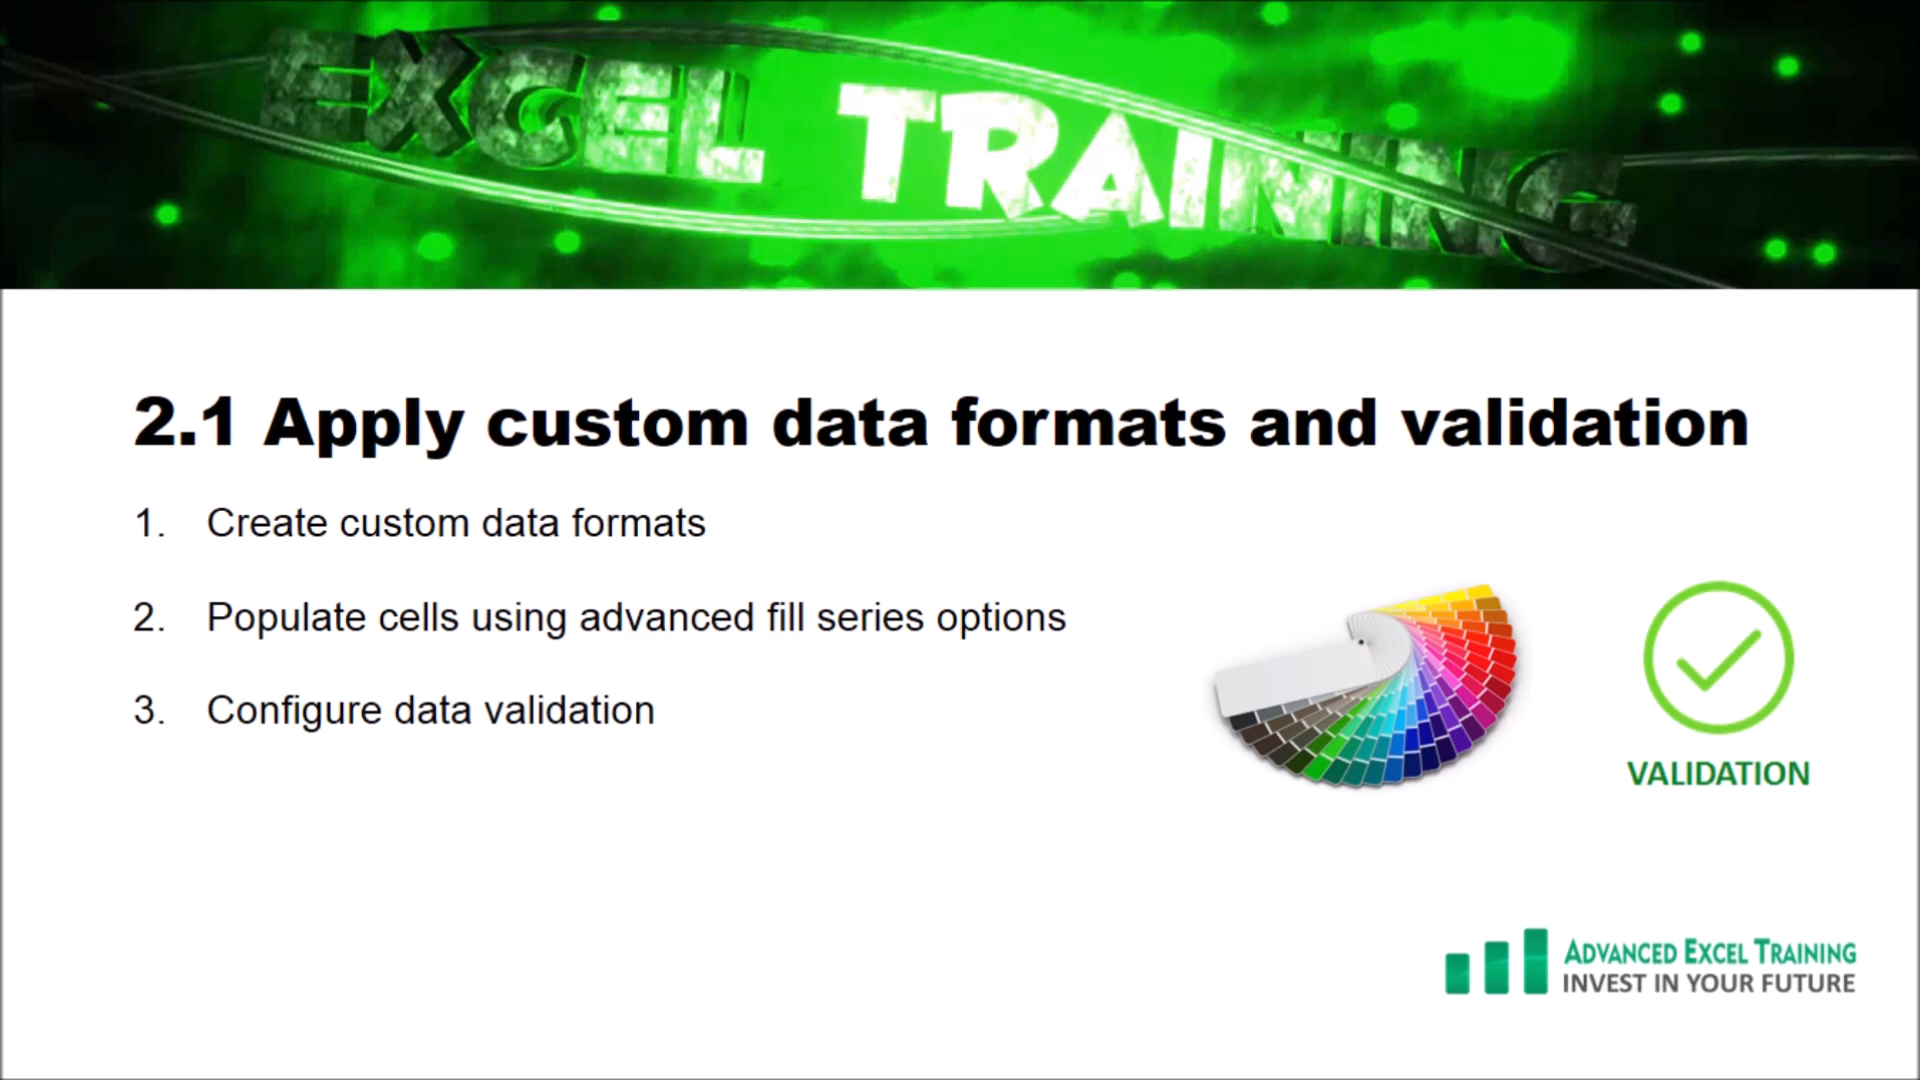 EXCEL TRAINING
2.1 Apply custom data formats and validation
1. Create custom data formats
2. Populate cells using advanced fill series options
3. Configure data validation
VALIDATION
ADVANCED EXCEL TRAINING
INVEST IN YOUR FUTURE